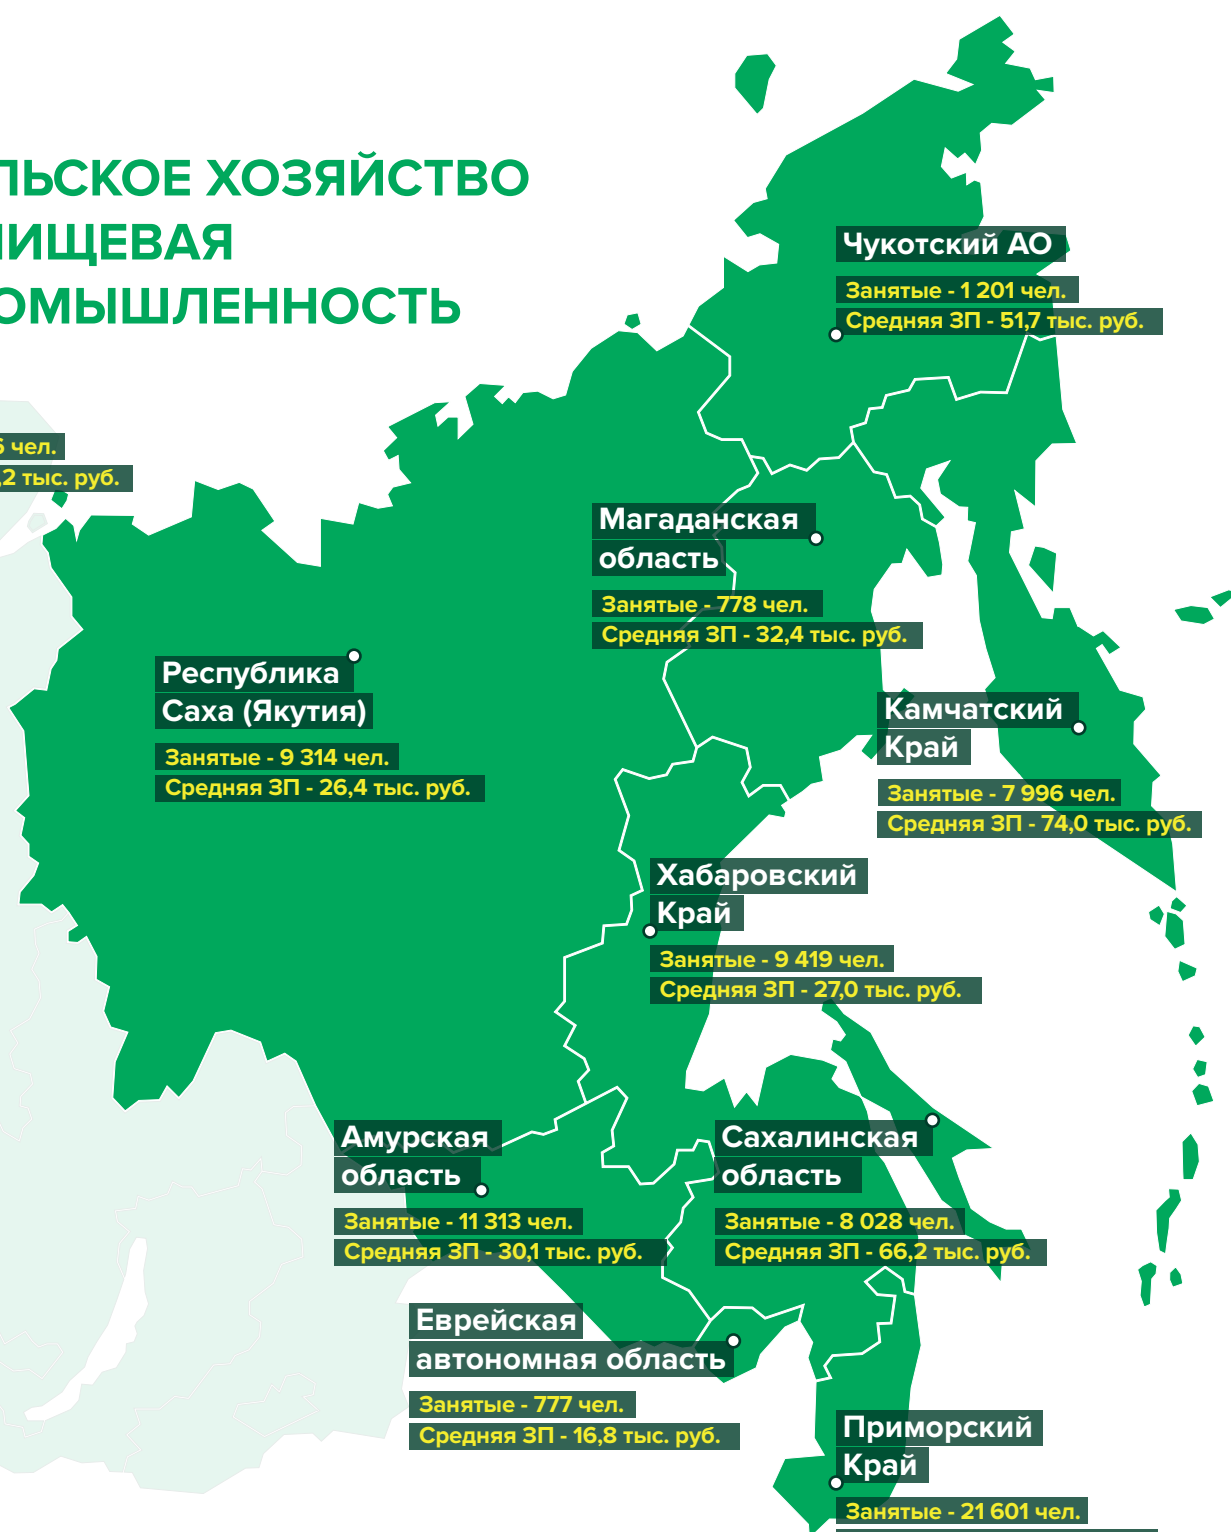 ЛЬСКОЕ ХОЗЯЙСТВО
ПИЩЕВАЯ
ОМЫШЛЕННОСТЬ
Чукотский АО
Занятые - 1 201 чел.
Средняя ЗП - 51,7 тыс. руб.
6 чел.
,2 тыс. руб.
Магаданская
область
Занятые - 778 чел.
Средняя ЗП - 32,4 тыс. руб.
Республика
Саха (Якутия)
Занятые - 9 314 чел.
Средняя ЗП - 26,4 тыс. руб.
Камчатский
Край
Занятые - 7 996 чел.
Средняя ЗП - 74,0 тыс. руб.
Хабаровский
Край
Занятые - 9 419 чел.
Средняя ЗП - 27,0 тыс. руб.
Амурская
область
Занятые - 11 313 чел.
Средняя ЗП - 30,1 тыс. руб.
Сахалинская
область
Занятые - 8 028 чел.
Средняя ЗП - 66,2 тыс. руб.
Еврейская
автономная область
Занятые - 777 чел.
Средняя ЗП - 16,8 тыс. руб.
Приморский
Край
Занятые - 21 601 чел.